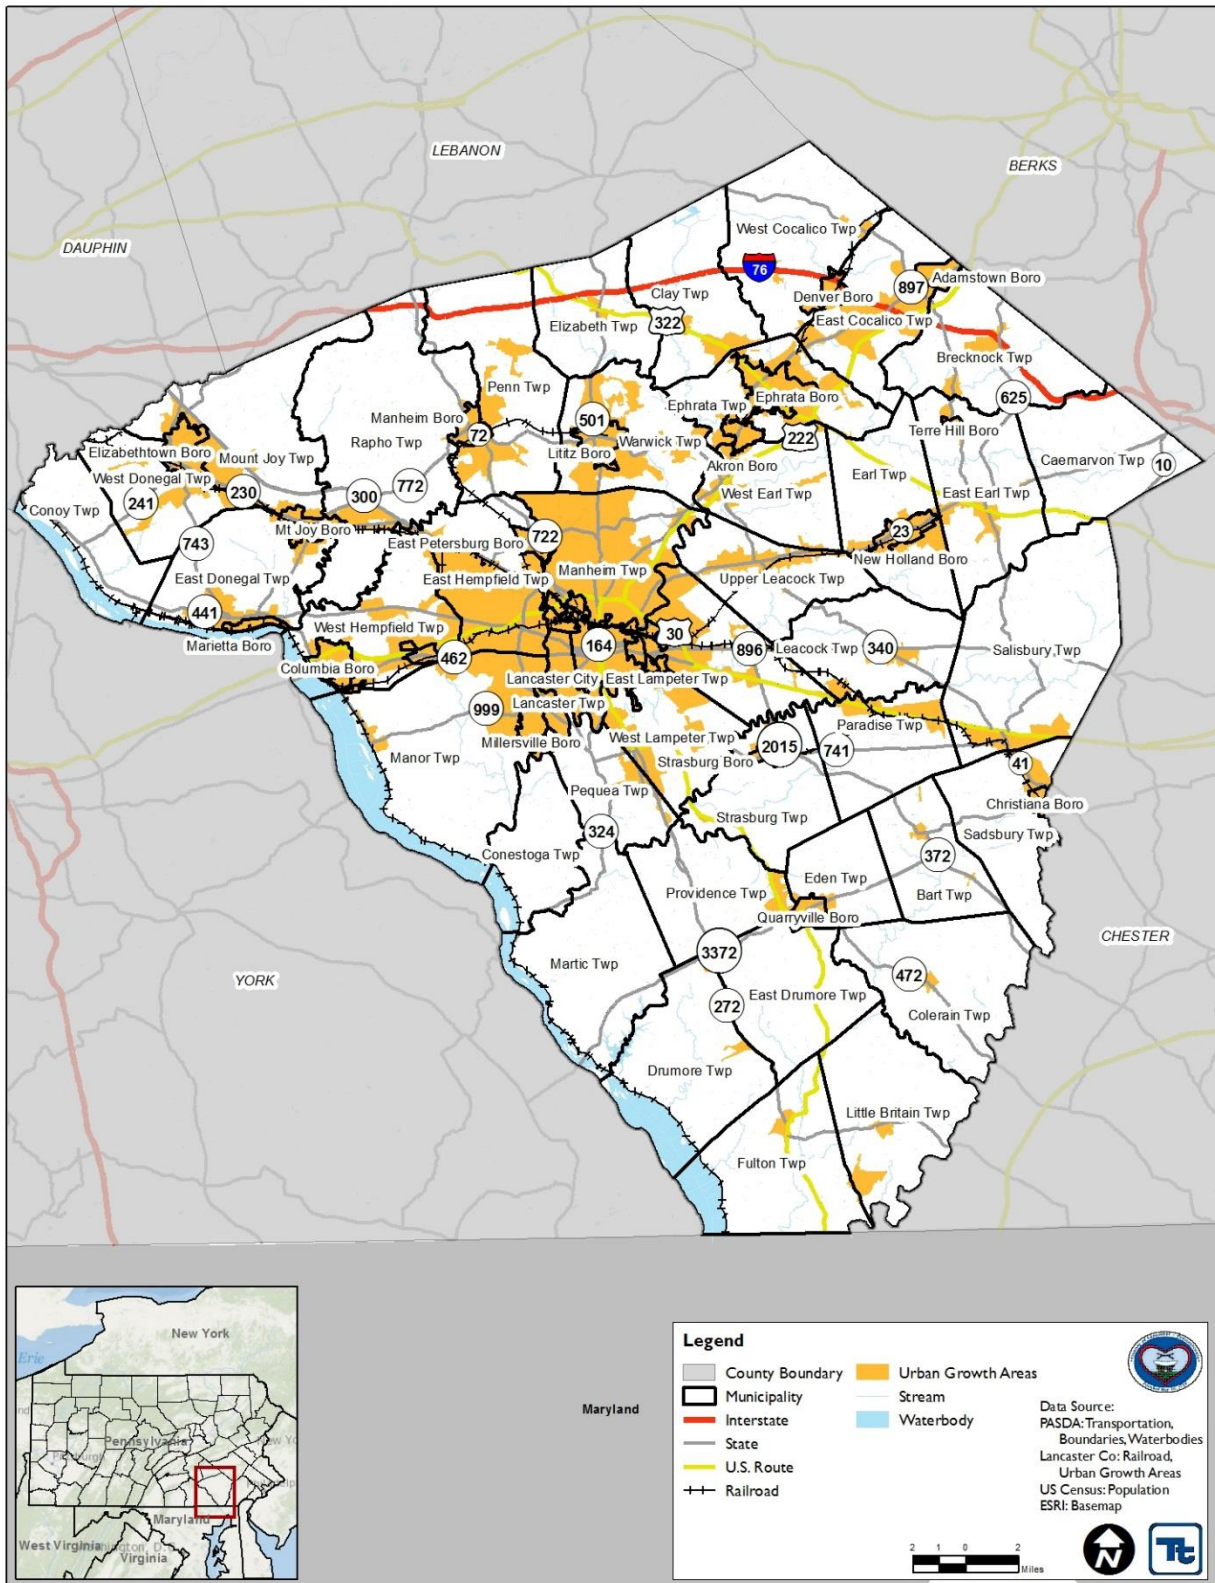 LEBANON
BERKS
DAUPHIN
West Cocalico Twp
76
Adamstown Boro
897
Denver Boro
Clay Twp
322
Elizabeth Twp
East Cocalico Twp
Brecknock Twp
Penn Twp
Ephrata Twp
Ephrata Boro
625
Manheim Boro
501
Terre Hill Boro
72
Rapho Twp
Warwick Twp
222
Elizabethtown Boro
Lititz Boro
Mount Joy Twp
Akron Boro
Earl Twp
Caernarvon Twp
10
West Donegal Twp
West Earl Twp
East Earl Twp
230
300
772
241
Conoy Twp
Mt Joy Boro
23
743
East Petersburg Boro
722
New Holland Boro
East Donegal Twp
East Hempfield Twp
Manheim Twp
Upper Leacock Twp
441
West Hempfield Twp
30
Marietta Boro
164
896
Leacock Twp
340
Salisbury Twp
Columbia Boro
462
Lancaster City
East Lampeter Twp
999
Lancaster Twp
Paradise Twp
Millersville Boro
West Lampeter Twp
2015
741
Manor Twp
Strasburg Boro
41
Pequea Twp
Christiana Boro
Strasburg Twp
324
Sadsbury Twp
Conestoga Twp
372
Eden Twp
Providence Twp
Bart Twp
Quarryville Boro
CHESTER
3372
Martic Twp
YORK
472
East Drumore Twp
272
Colerain Twp
Drumore Twp
Little Britain Twp
Fulton Twp
New York
Erie
Pennsylvania
Pittsburgh
Maryland
West Virginia
Virginia
Maryland
Legend
County Boundary
Municipality
Interstate
State
U.S. Route
Railroad
Urban Growth Areas
Stream
Waterbody
Data Source:
PASDA: Transportation,
Boundaries, Waterbodies
Lancaster Co: Railroad,
Urban Growth Areas
US Census: Population
ESRI: Basemap
2 1 0 2
Miles
N
Tt